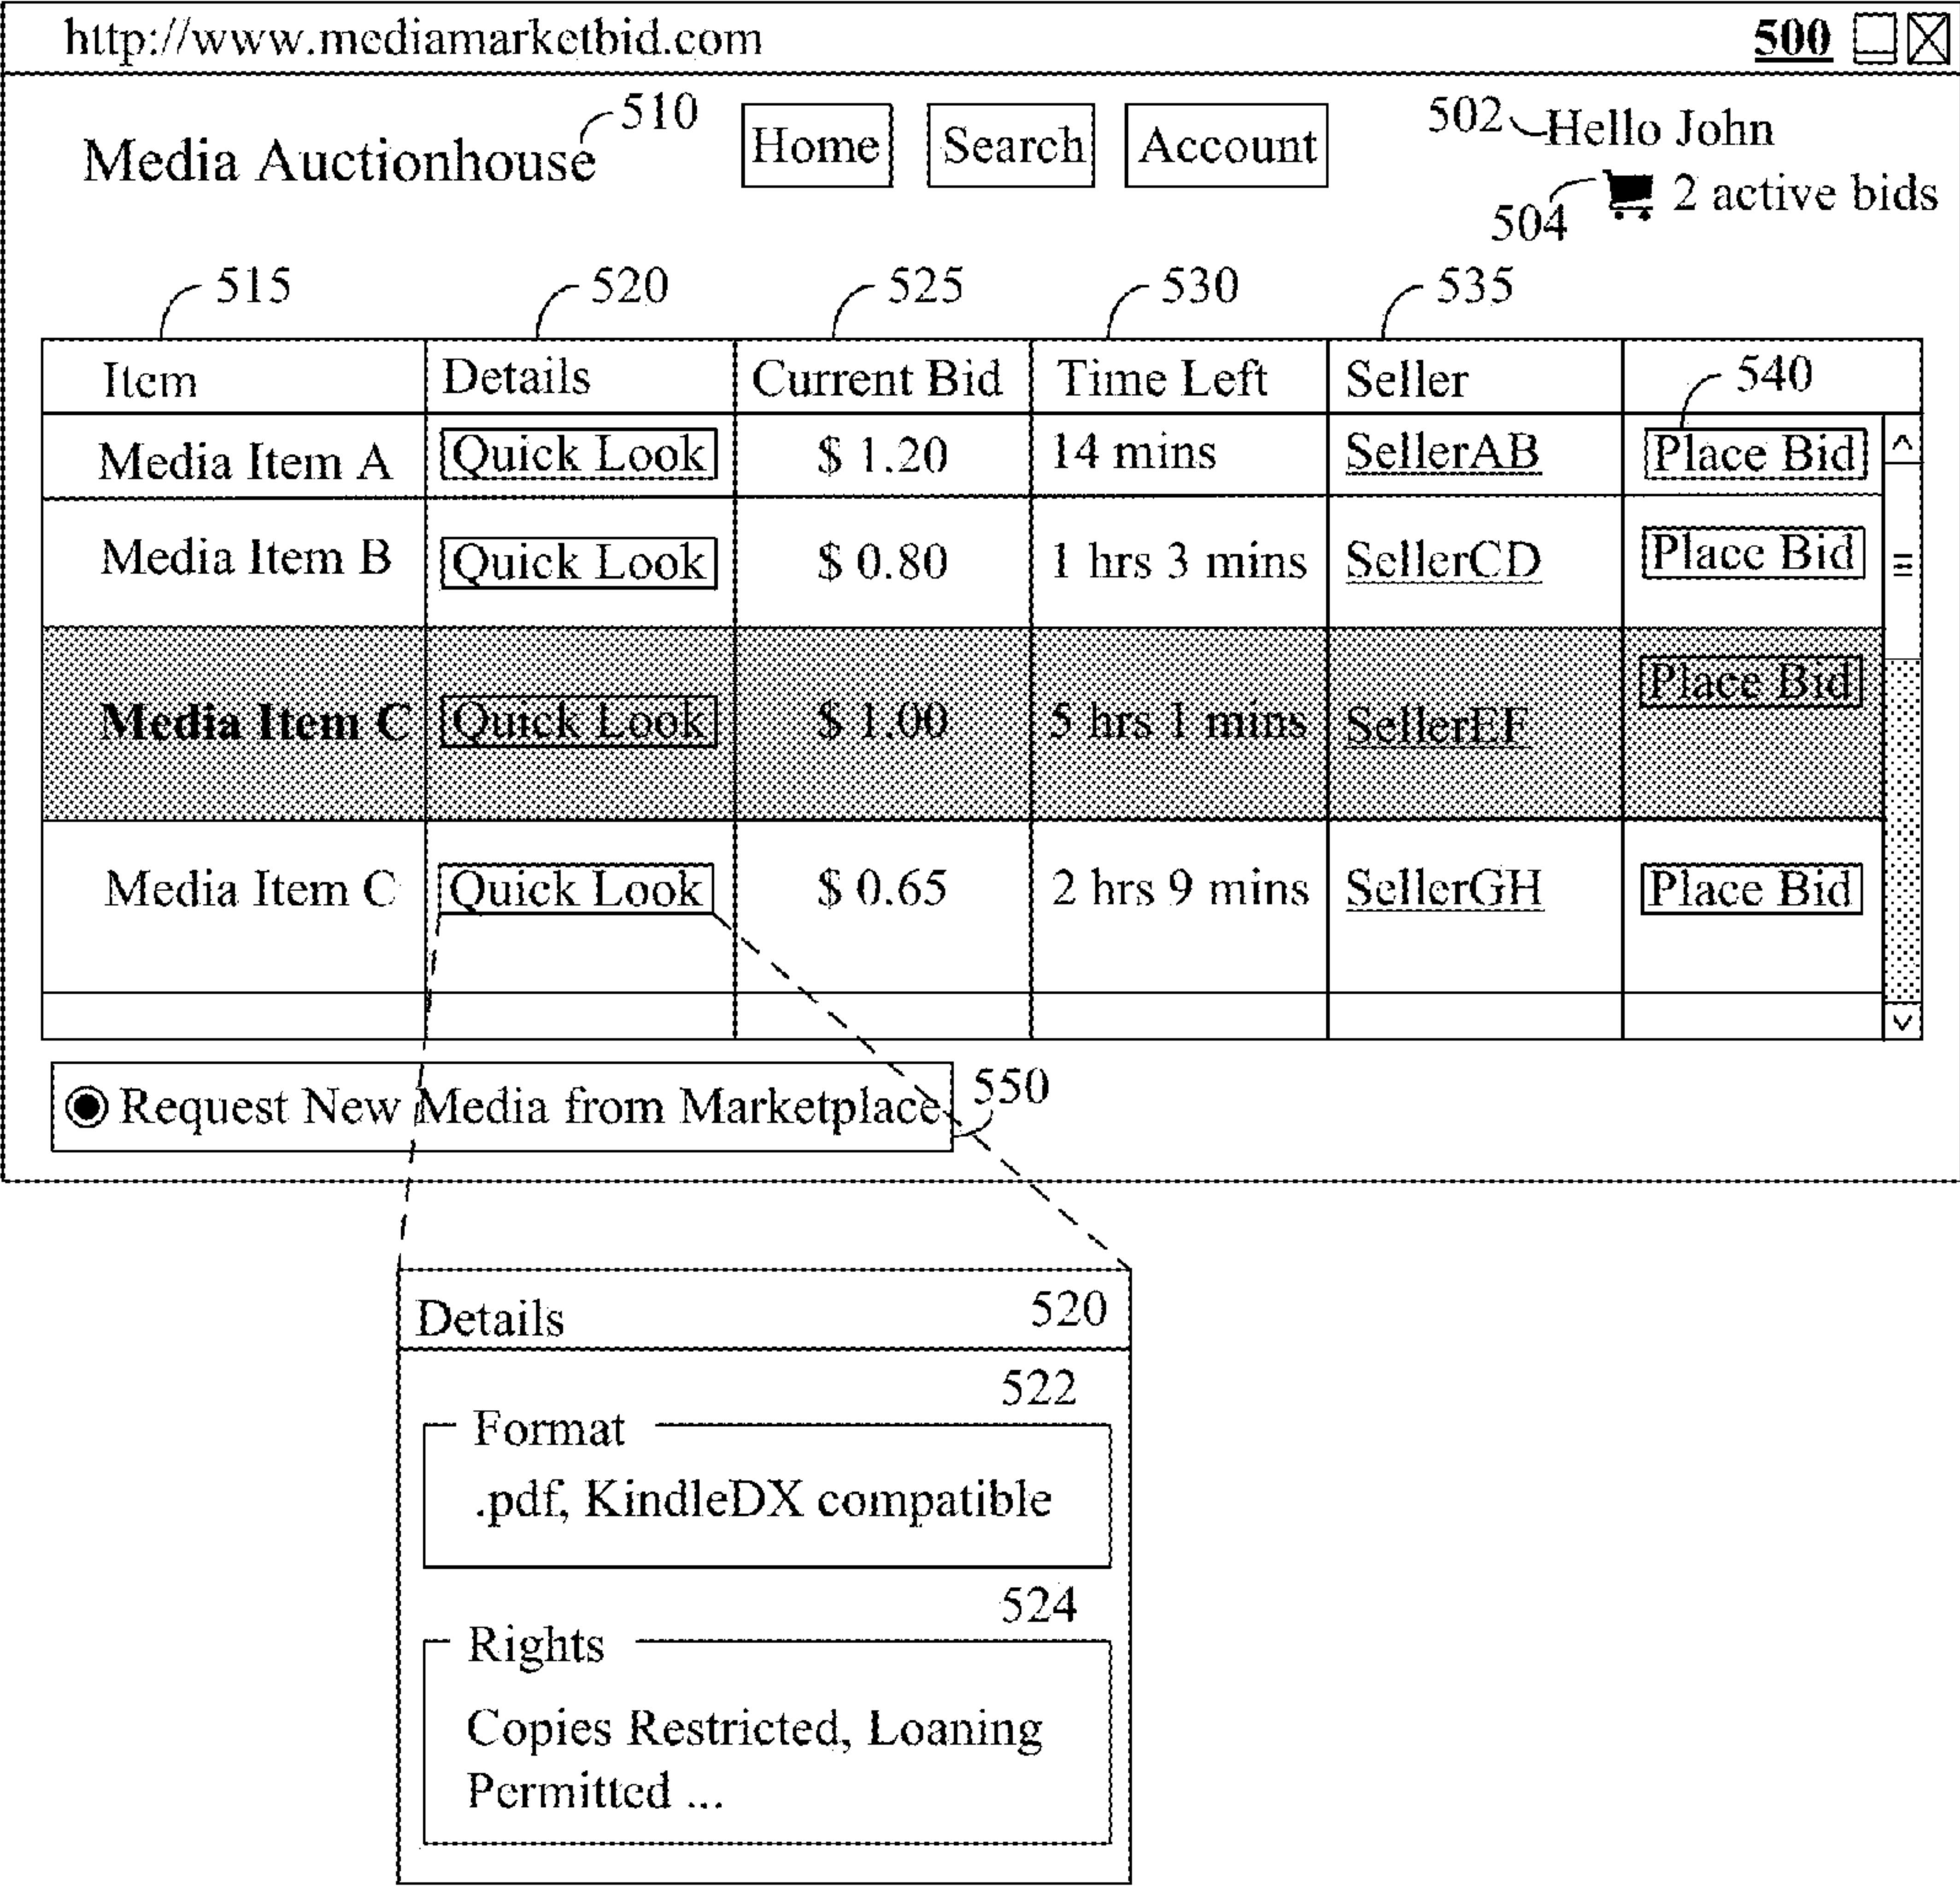 http://www.mediamarketbid.com 500
Media Auctionhouse 510 Home Search Account 502 Hello John
504 2 active bids
515 520 525 530 535
Item Details Current Bid Time Left Seller 540
Media Item A Quick Look $ 1.20 14 mins SellerAB Place Bid
Media Item B Quick Look $ 0.80 1 hrs 3 mins SellerCD Place Bid
Media Item C Quick Look $ 1.00 5 hrs 1 mins SellerEF Place Bid
Media Item C Quick Look $ 0.65 2 hrs 9 mins SellerGH Place Bid
Request New Media from Marketplace 550
Details 520
522
Format
.pdf, KindleDX compatible
524
Rights
Copies Restricted, Loaning
Permitted ...